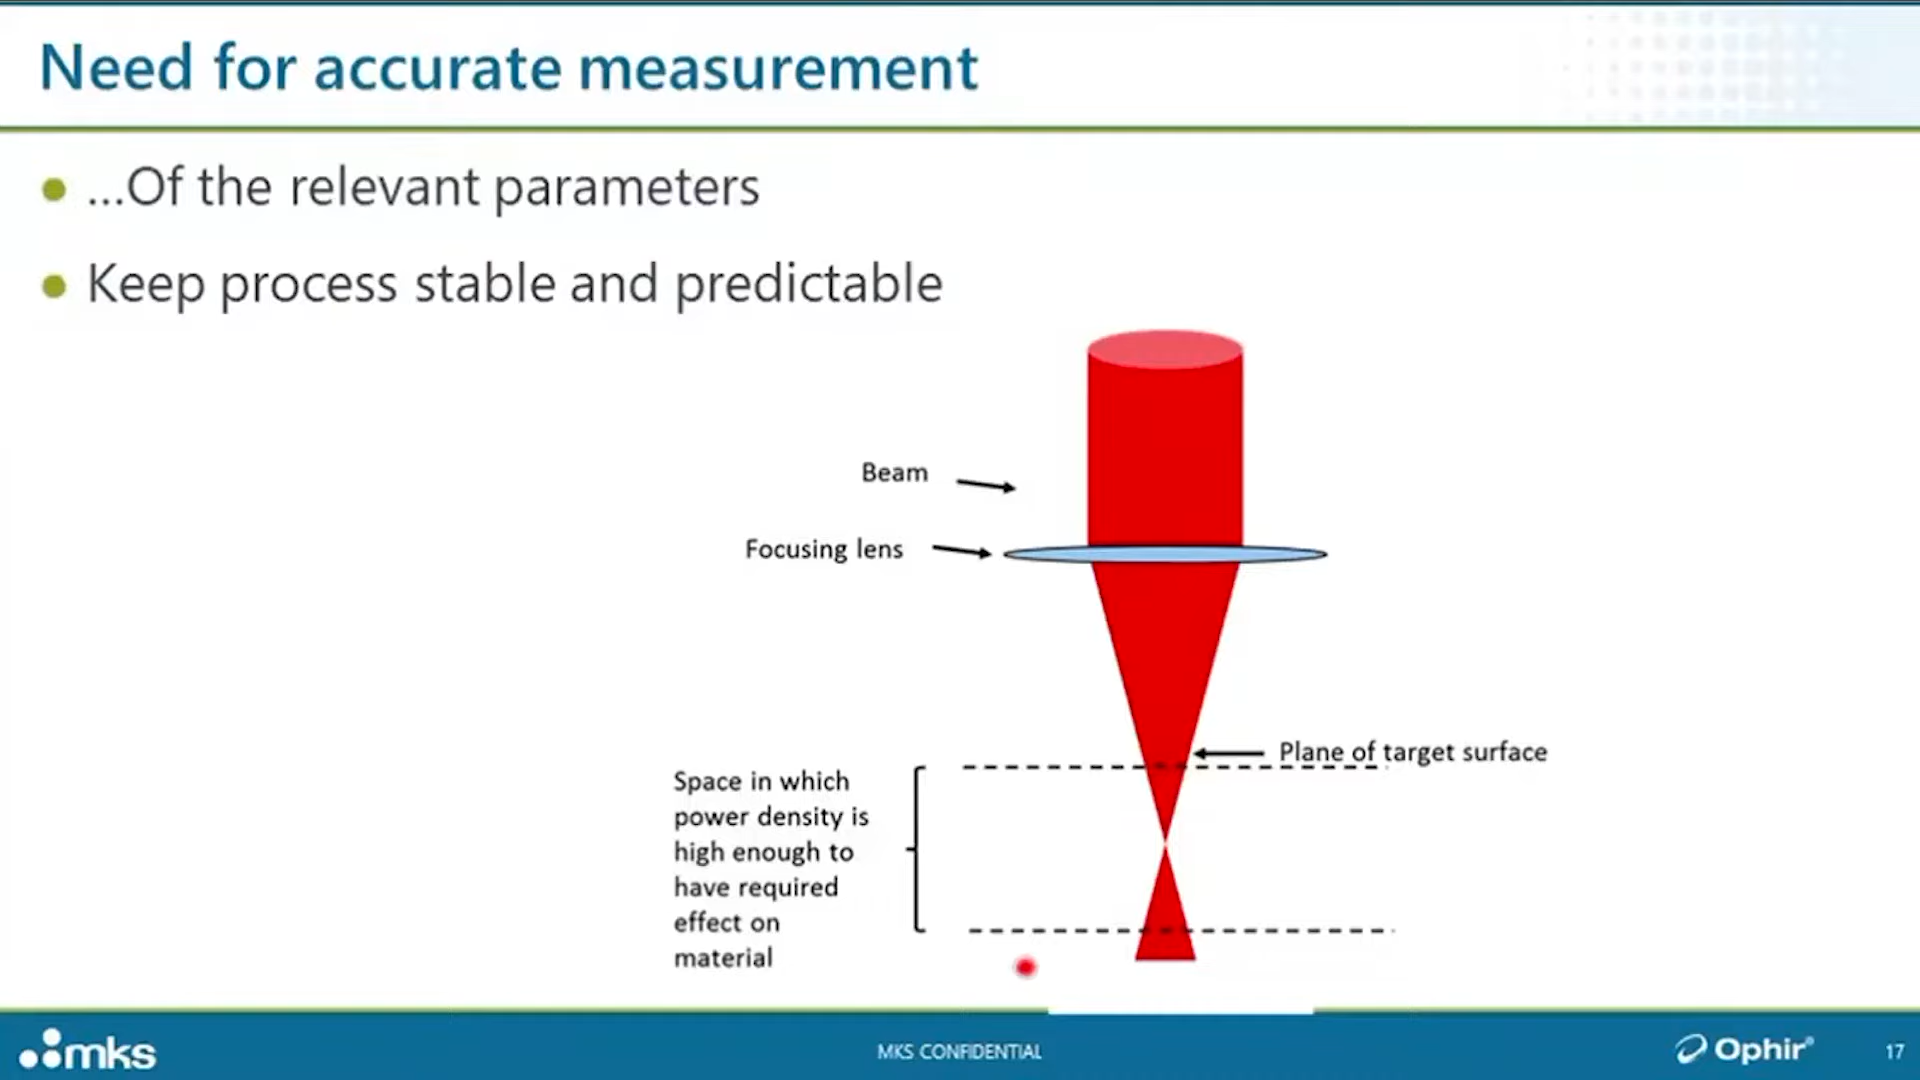 Need for accurate measurement
...Of the relevant parameters
Keep process stable and predictable
Beam
Focusing lens
Plane of target surface
Space in which
power density is
high enough to
have required
effect on
material
mks
MKS CONFIDENTIAL
Ophir®
17